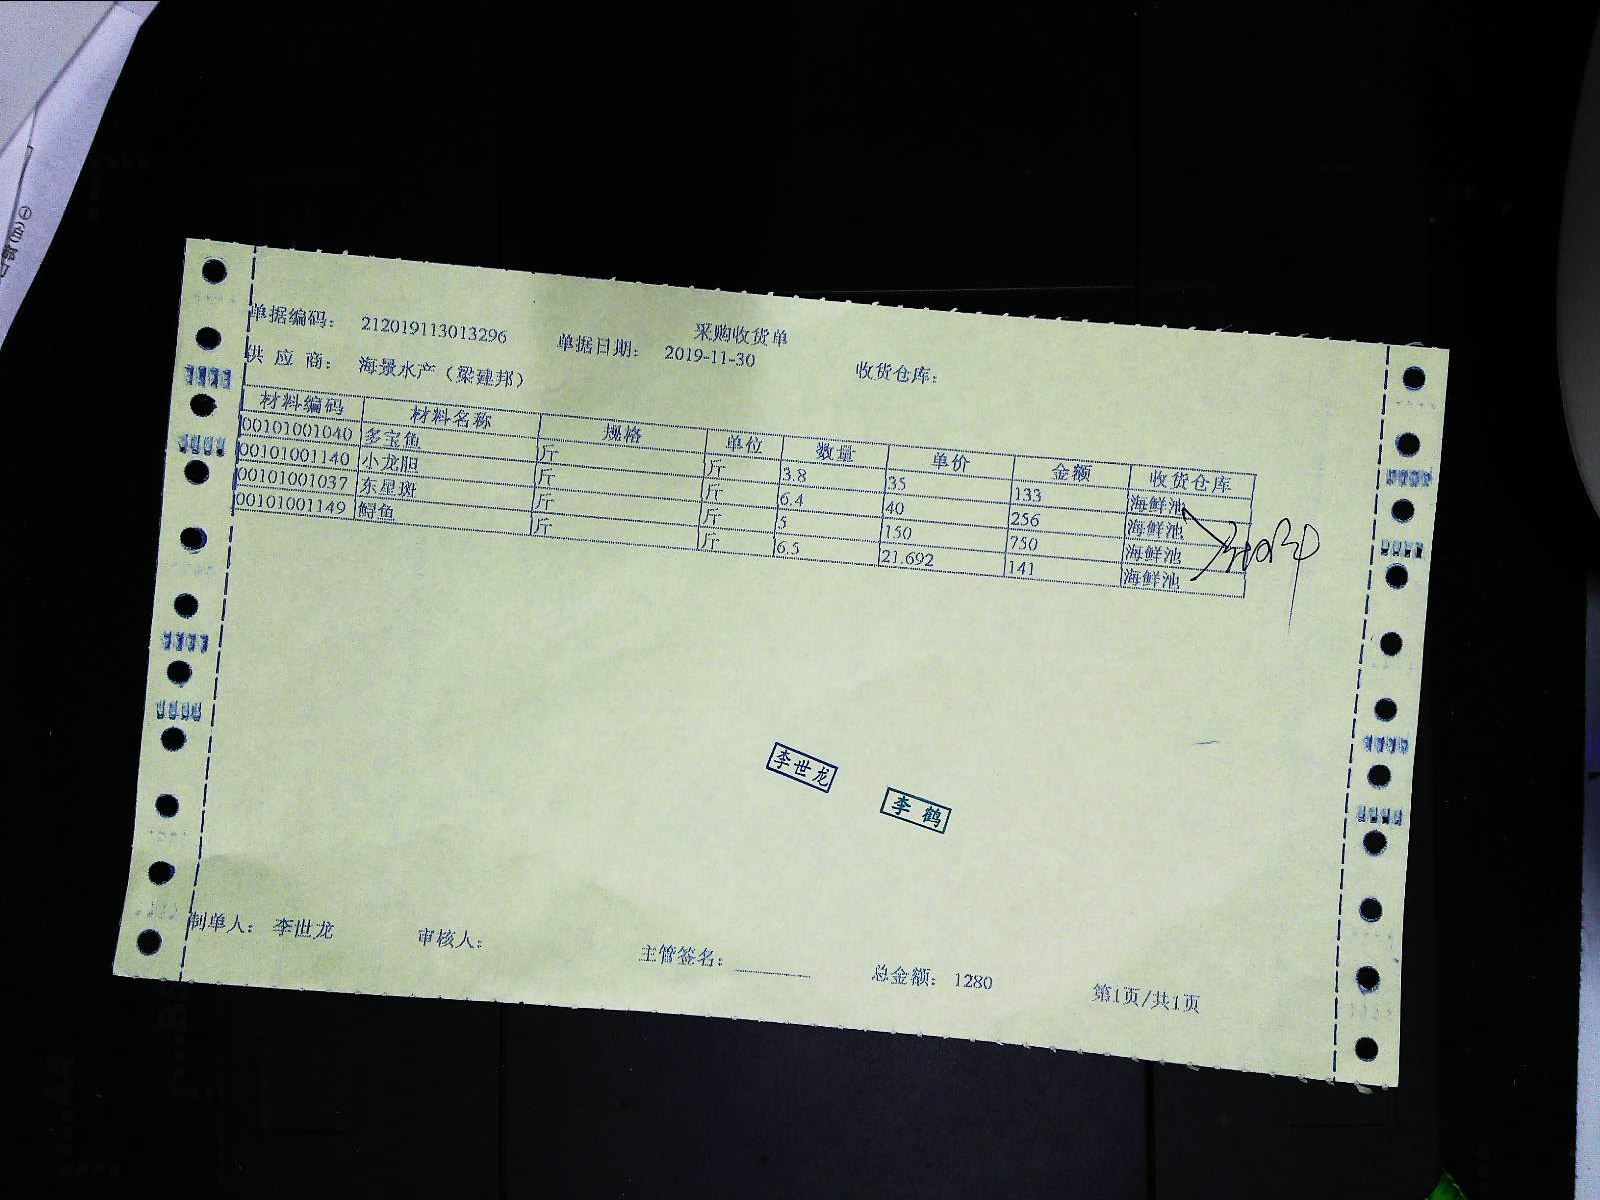 采购收货单
单据编码: 212019113013296 单据日期: 2019-11-30 收货仓库:
供 应 商: 海景水产（梁建邦）
材料编码 材料名称 规格 单位 数量 单价 金额 收货仓库
00101001040 多宝鱼 斤 斤 3.8 35 133 海鲜池
00101001140 小龙胆 斤 斤 6.4 40 256 海鲜池
00101001037 东星斑 斤 斤 5 150 750 海鲜池
00101001149 鲟鱼 斤 斤 6.5 21.692 141 海鲜池
李世龙
李鹤
制单人: 李世龙 审核人: 主管签名: 总金额: 1280 第1页/共1页